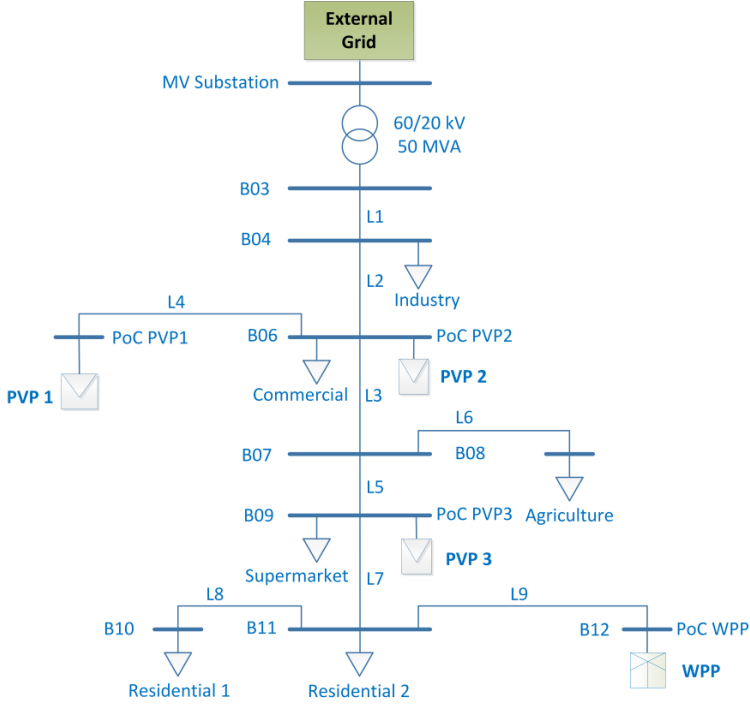 External
Grid
MV Substation
60/20 kV
50 MVA
B03
L1
B04
L2
Industry
L4
PoC PVP1
B06
PoC PVP2
PVP 1
PVP 2
Commercial
L3
L6
B07
B08
L5
B09
PoC PVP3
Agriculture
PVP 3
Supermarket
L7
L8
L9
B10
B11
B12
PoC WPP
WPP
Residential 1
Residential 2